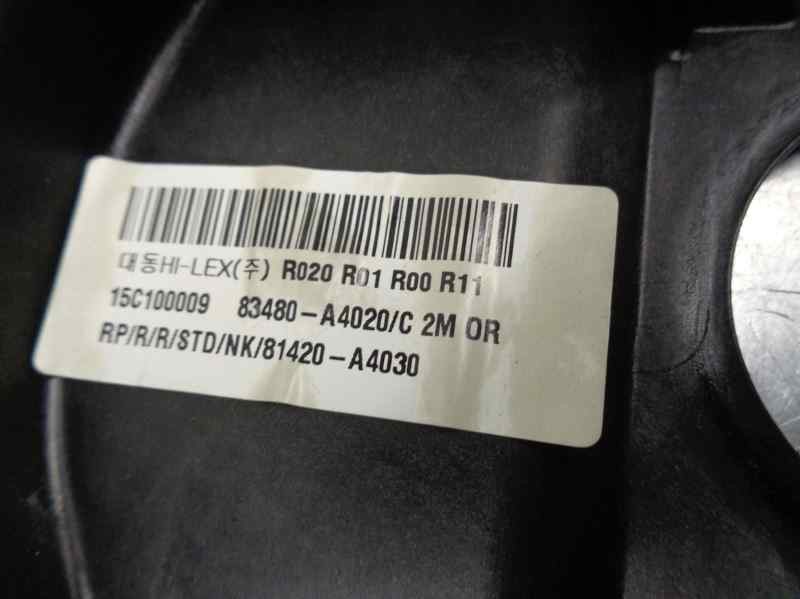 대동HI-LEX(주) R020 R01 R00 R11
15C100009 83480-A4020/C 2M OR
RP/R/R/STD/NK/81420-A4030